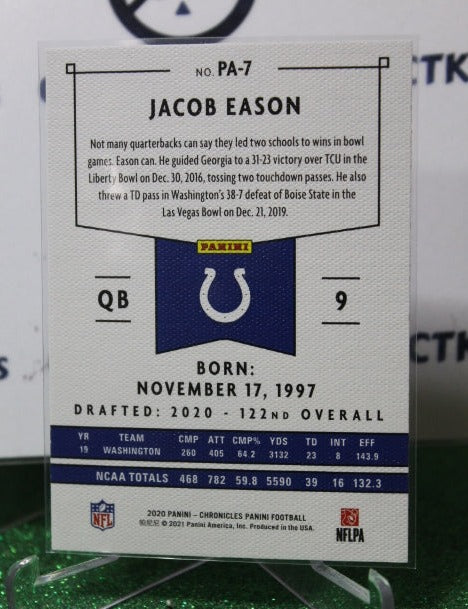 CTK
NO. PA-7
JACOB EASON
Not many quarterbacks can say they led two schools to wins in bowl
games. Eason can. He guided Georgia to a 31-23 victory over TCU in the
Liberty Bowl on Dec. 30, 2016, tossing two touchdown passes. He also
threw a TD pass in Washington's 38-7 defeat of Boise State in the
Las Vegas Bowl on Dec. 21, 2019.
PANINI
QB
9
CTK
BORN:
NOVEMBER 17, 1997
DRAFTED: 2020 - 122ND OVERALL
YR TEAM CMP ATT CMP% YDS TD INT EFF
19 WASHINGTON 260 405 64.2 3132 23 8 143.9
NCAA TOTALS 468 782 59.8 5590 39 16 132.3
NFL
2020 PANINI – CHRONICLES PANINI FOOTBALL
帕尼尼 © 2021 Panini America, Inc. Produced in the USA.
NFLPA